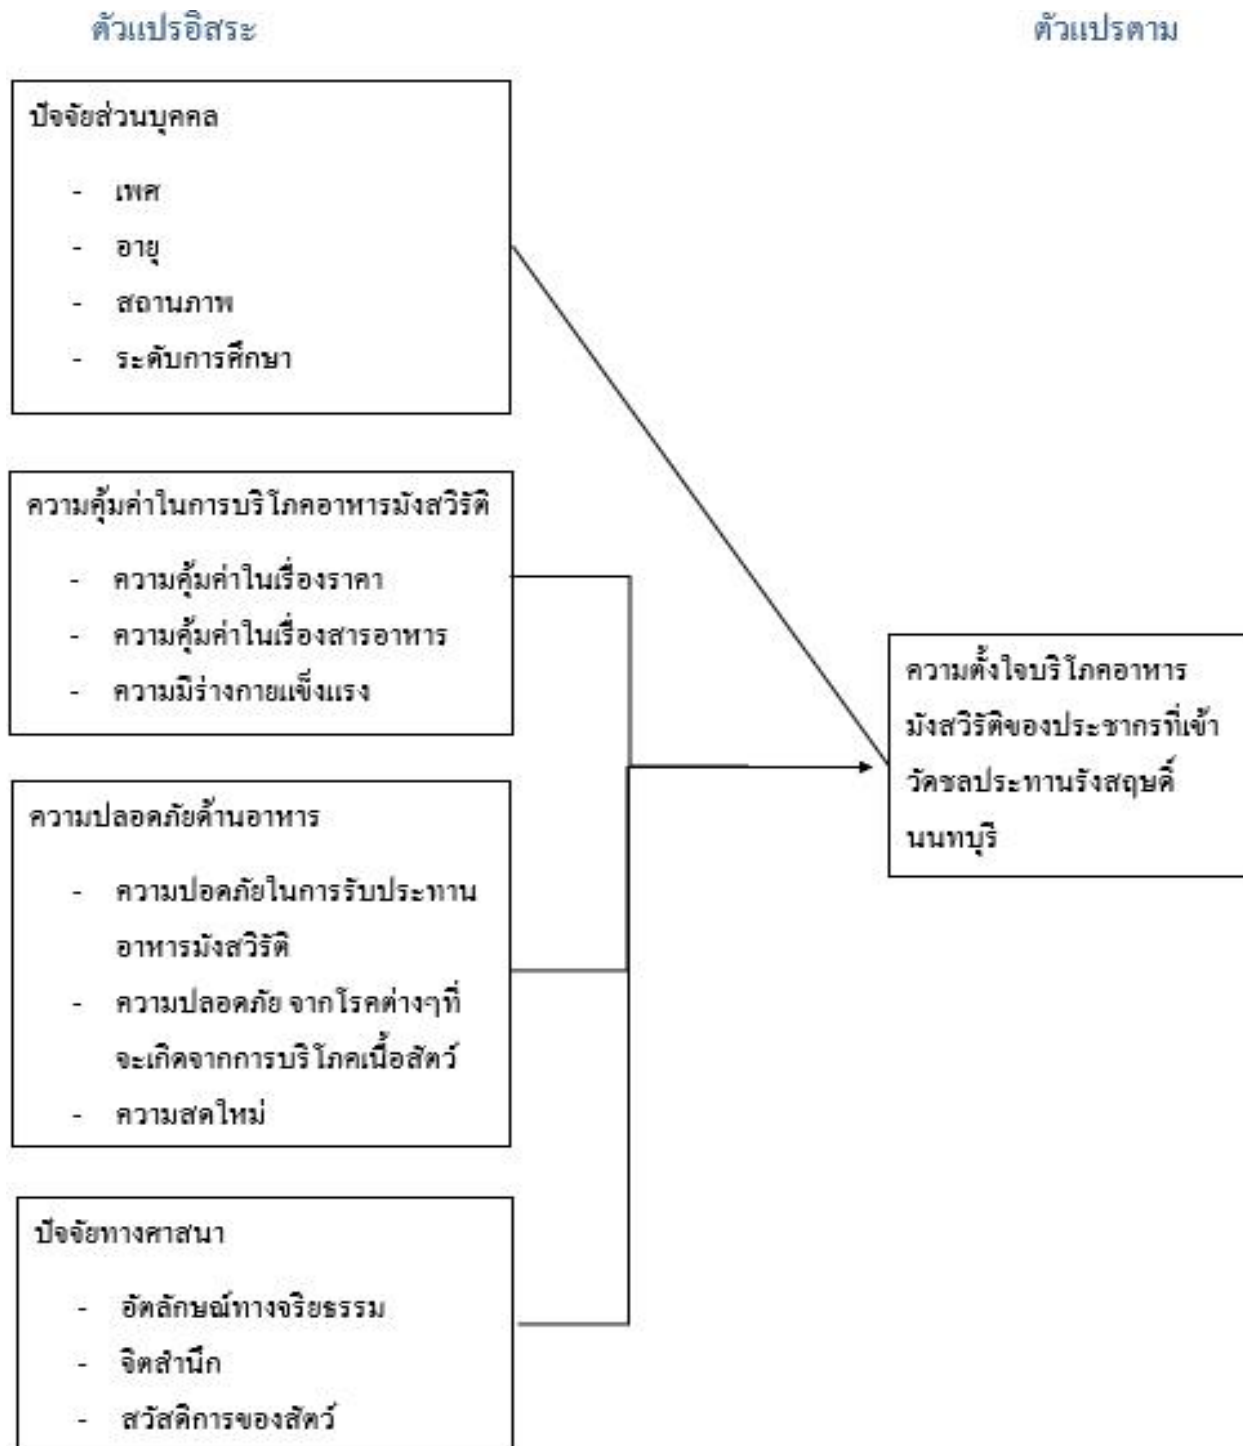 ตัวแปรอิสระ
ตัวแปรตาม
ปัจจัยส่วนบุคคล
- เพศ
- อายุ
- สถานภาพ
- ระดับการศึกษา
ความคุ้มค่าในการบริโภคอาหารมังสวิรัติ
- ความคุ้มค่าในเรื่องราคา
- ความคุ้มค่าในเรื่องสารอาหาร
- ความมีร่างกายแข็งแรง
ความปลอดภัยด้านอาหาร
- ความปอดภัยในการรับประทาน
อาหารมังสวิรัติ
- ความปลอดภัย จากโรคต่างๆที่
จะเกิดจากการบริโภคเนื้อสัตว์
- ความสดใหม่
ปัจจัยทางศาสนา
- อัตลักษณ์ทางจริยธรรม
- จิตสำนึก
- สวัสดิการของสัตว์
ความตั้งใจบริโภคอาหาร
มังสวิรัติของประชากรที่เข้า
วัดชลประทานรังสฤษดิ์
นนทบุรี